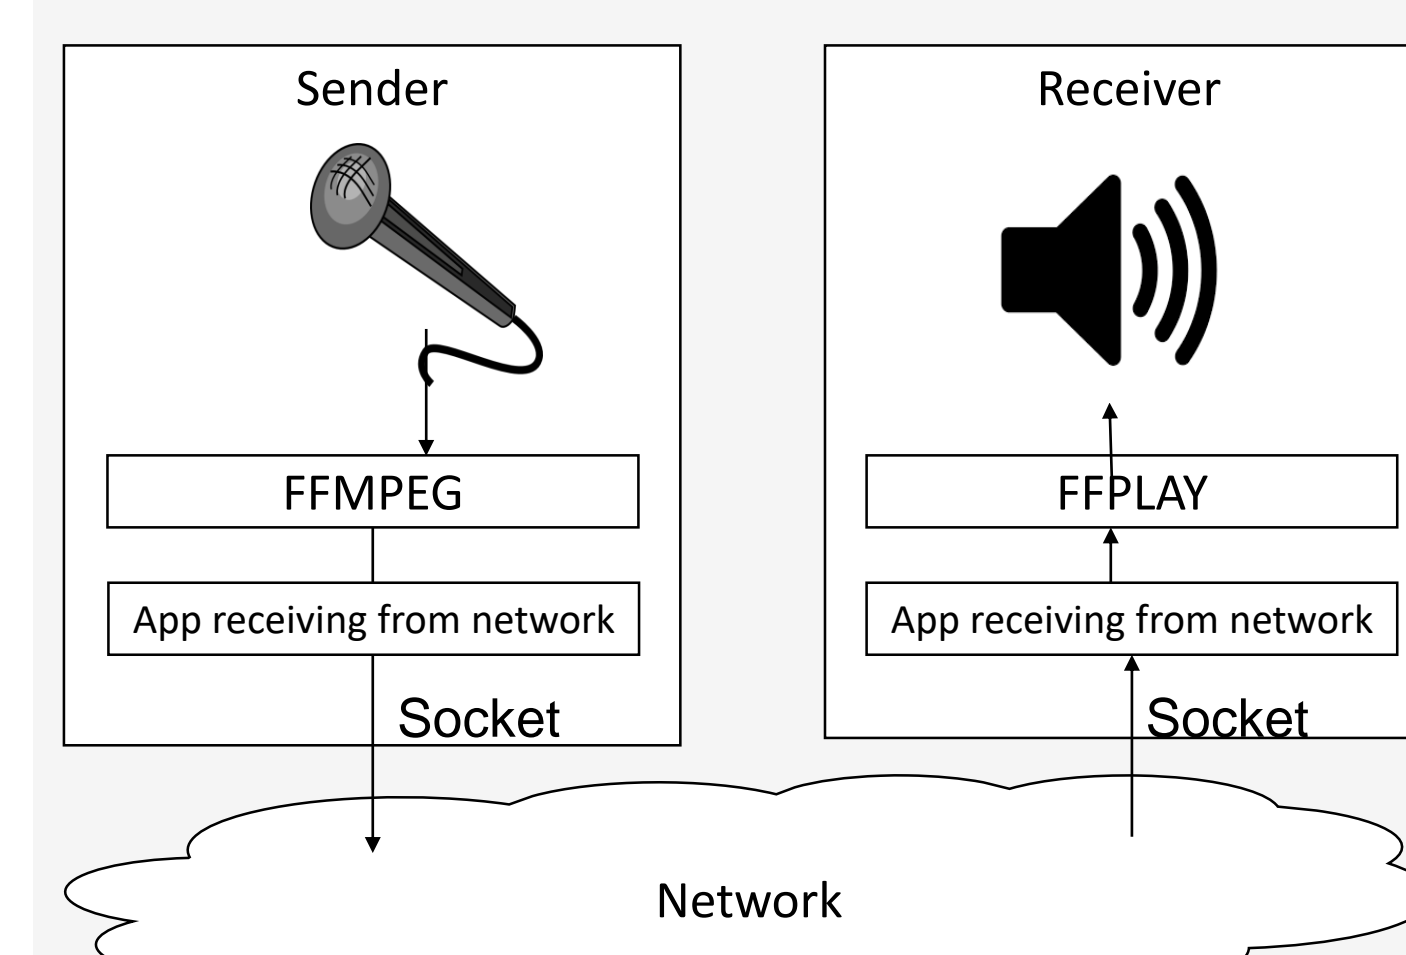 Sender
FFMPEG
App receiving from network
Socket
Receiver
FFPLAY
App receiving from network
Socket
Network